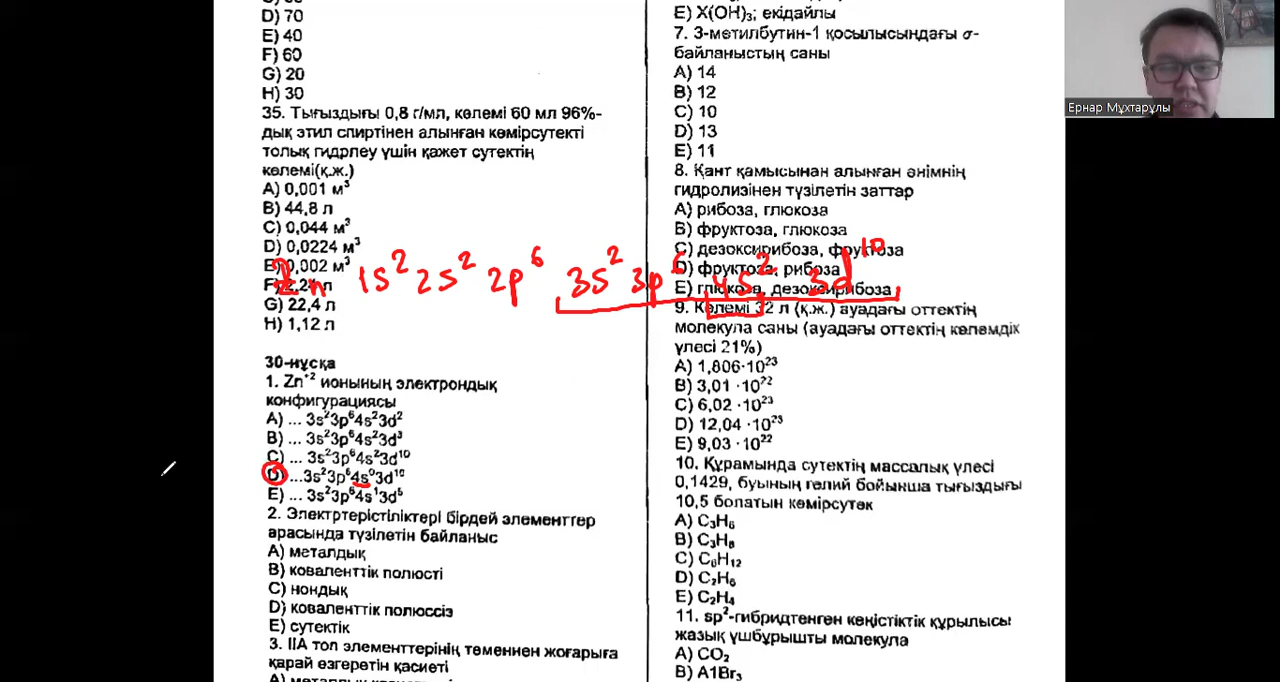 D) 70
E) 40
F) 60
G) 20
H) 30
35. Тығыздығы 0,8 г/мл, көлемі 60 мл 96%-
дық этил спиртінен алынған көмірсутекті
толық гидрлеу үшін қажет сутектің
көлемі(қ.ж.)
A) 0,001 м³
B) 44,8 л
C) 0,044 м³
D) 0,0224 м³
E) 0,002 м³
F) 2,24 л
G) 22,4 л
H) 1,12 л
Zn 1s² 2s² 2p⁶ 3s² 3p⁶ 4s² 3d¹⁰
30-нұсқа
1. Zn⁺² ионының электрондық
конфигурациясы
A) ... 3s²3p⁶4s²3d²
B) ... 3s²3p⁶4s²3d³
C) ... 3s²3p⁶4s²3d¹⁰
D) ...3s²3p⁶4s⁰3d¹⁰
E) ... 3s²3p⁶4s¹3d⁵
2. Электртерістіліктері бірдей элементтер
арасында түзілетін байланыс
A) металдық
B) коваленттік полюсті
C) иондық
D) коваленттік полюссіз
E) сутектік
3. IIA топ элементтерінің төменнен жоғарыға
қарай өзгеретін қасиеті
E) X(OH)₃; екідайлы
7. 3-метилбутин-1 қосылысындағы σ-
байланыстың саны
A) 14
B) 12
C) 10
D) 13
E) 11
8. Қант қамысынан алынған өнімнің
гидролизінен түзілетін заттар
A) рибоза, глюкоза
B) фруктоза, глюкоза
C) дезоксирибоза, фруктоза
D) фруктоза, рибоза
E) глюкоза, дезоксирибоза
9. Көлемі 32 л (қ.ж.) ауадағы оттектің
молекула саны (ауадағы оттектің көлемдік
үлесі 21%)
A) 1,806·10²³
B) 3,01 ·10²²
C) 6,02 ·10²³
D) 12,04 ·10²³
E) 9,03 ·10²²
10. Құрамында сутектің массалық үлесі
0,1429, буының гелий бойынша тығыздығы
10,5 болатын көмірсутек
A) C₃H₆
B) C₃H₈
C) C₆H₁₂
D) C₂H₆
E) C₂H₄
11. sp²-гибридтенген кеңістіктік құрылысы
жазық үшбұрышты молекула
A) CO₂
B) A1Br₃
Ернар Мұхтарұлы